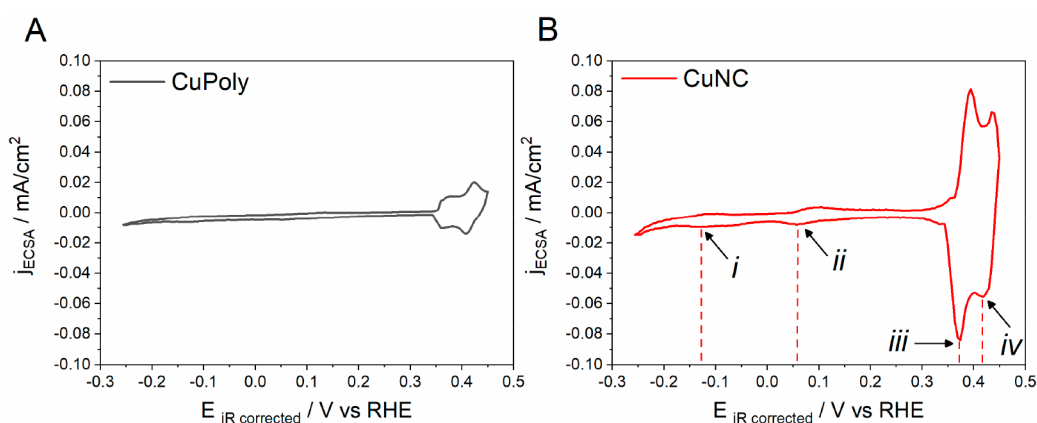 A
CuPoly
j_ECSA / mA/cm²
0.10
0.08
0.06
0.04
0.02
0.00
-0.02
-0.04
-0.06
-0.08
-0.10
-0.3 -0.2 -0.1 0.0 0.1 0.2 0.3 0.4 0.5
E iR corrected / V vs RHE
B
CuNC
j_ECSA / mA/cm²
0.10
0.08
0.06
0.04
0.02
0.00
-0.02
-0.04
-0.06
-0.08
-0.10
i
ii
iii
iv
-0.3 -0.2 -0.1 0.0 0.1 0.2 0.3 0.4 0.5
E iR corrected / V vs RHE